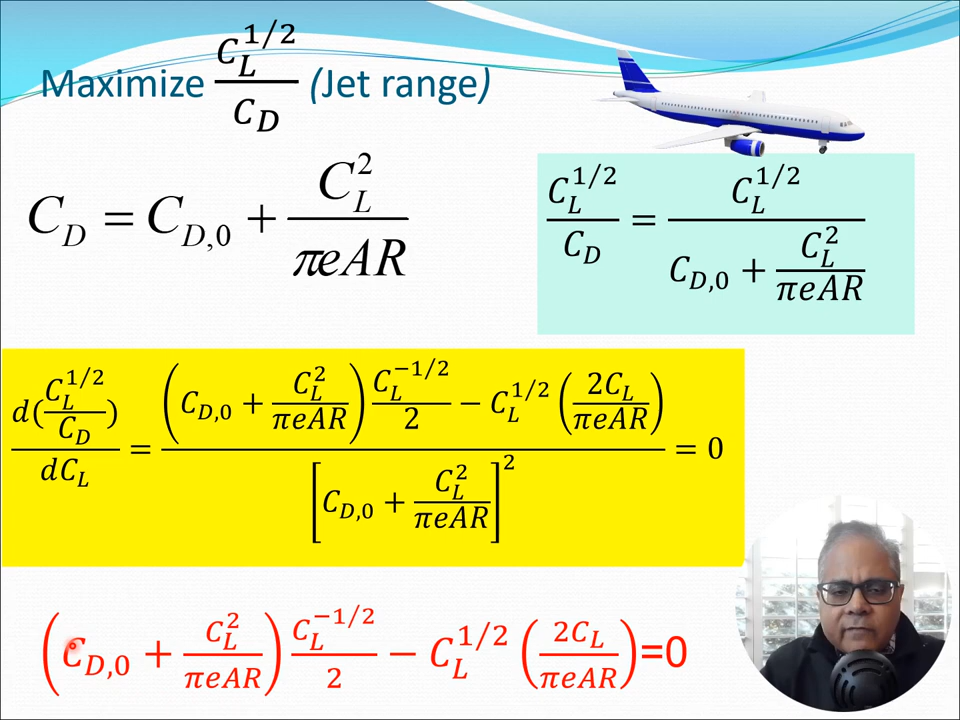 Maximize C_L^{1/2}/C_D (Jet range)
C_D = C_{D,0} + C_L^2/πeAR
C_L^{1/2}/C_D = C_L^{1/2}/(C_{D,0} + C_L^2/πeAR)
d(C_L^{1/2}/C_D)/dC_L = ((C_{D,0} + C_L^2/πeAR) C_L^{-1/2}/2 − C_L^{1/2} (2C_L/πeAR))/[C_{D,0} + C_L^2/πeAR]^2 = 0
(C_{D,0} + C_L^2/πeAR) C_L^{-1/2}/2 − C_L^{1/2} (2C_L/πeAR)=0